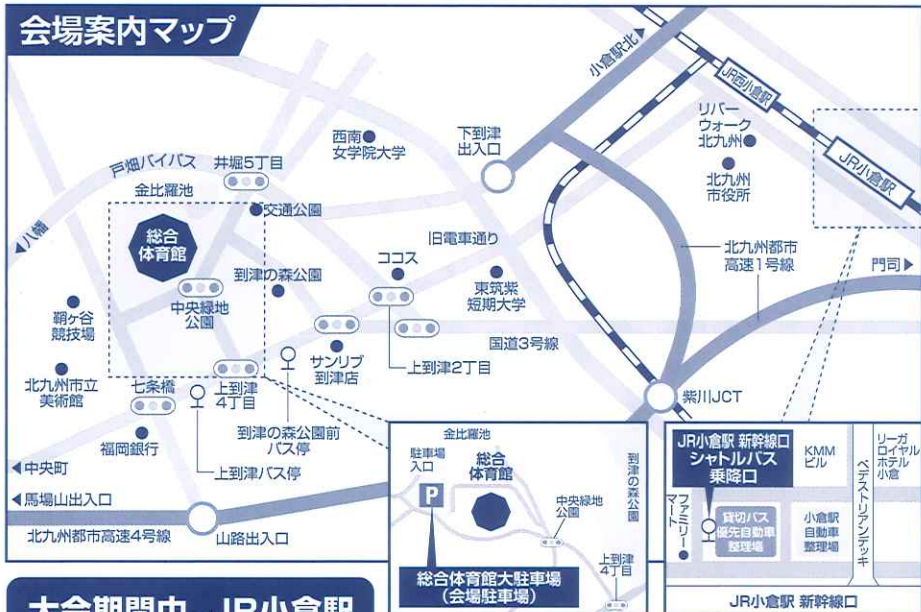 会場案内マップ
小倉駅北▶
JR西小倉駅
JR小倉駅
リバー
ウォーク
北九州
北九州
市役所
西南
女学院大学
下到津
出入口
戸畑バイパス
井堀5丁目
金比羅池
交通公園
◀八幡
総合
体育館
旧電車通り
ココス
到津の森公園
中央緑地
公園
東筑紫
短期大学
北九州都市
高速1号線
門司▶
鞘ヶ谷
競技場
国道3号線
サンリブ
到津店
上到津2丁目
北九州市立
美術館
七条橋
上到津
4丁目
紫川JCT
福岡銀行
到津の森公園前
バス停
上到津バス停
◀中央町
◀馬場山出入口
北九州都市高速4号線
山路出入口
金比羅池
駐車場
入口
総合
体育館
到津の森公園
P
中央緑地
公園
上到津
4丁目
総合体育館大駐車場
(会場駐車場)
JR小倉駅 新幹線口
シャトルバス
乗降口
KMM
ビル
リーガ
ロイヤル
ホテル
小倉
ペデストリアンデッキ
ファミリーマート
貸切バス
優先自動車
整理場
小倉駅
自動車
整理場
JR小倉駅 新幹線口
大会期間中、JR小倉駅